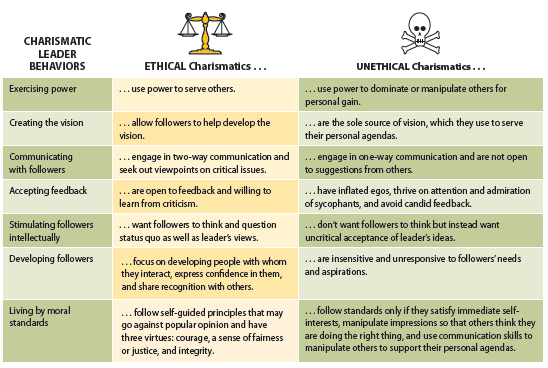 CHARISMATIC
LEADER
BEHAVIORS
ETHICAL Charismatics . . .
UNETHICAL Charismatics . . .
Exercising power
. . . use power to serve others.
. . . use power to dominate or manipulate others for
personal gain.
Creating the vision
. . . allow followers to help develop the
vision.
. . . are the sole source of vision, which they use to serve
their personal agendas.
Communicating
with followers
. . . engage in two-way communication and
seek out viewpoints on critical issues.
. . . engage in one-way communication and are not open
to suggestions from others.
Accepting feedback
. . . are open to feedback and willing to
learn from criticism.
. . . have inflated egos, thrive on attention and admiration
of sycophants, and avoid candid feedback.
Stimulating followers
intellectually
. . . want followers to think and question
status quo as well as leader's views.
. . . don't want followers to think but instead want
uncritical acceptance of leader's ideas.
Developing followers
. . . focus on developing people with whom
they interact, express confidence in them,
and share recognition with others.
. . . are insensitive and unresponsive to followers' needs
and aspirations.
Living by moral
standards
. . . follow self-guided principles that may
go against popular opinion and have
three virtues: courage, a sense of fairness
or justice, and integrity.
. . . follow standards only if they satisfy immediate self-
interests, manipulate impressions so that others think they
are doing the right thing, and use communication skills to
manipulate others to support their personal agendas.